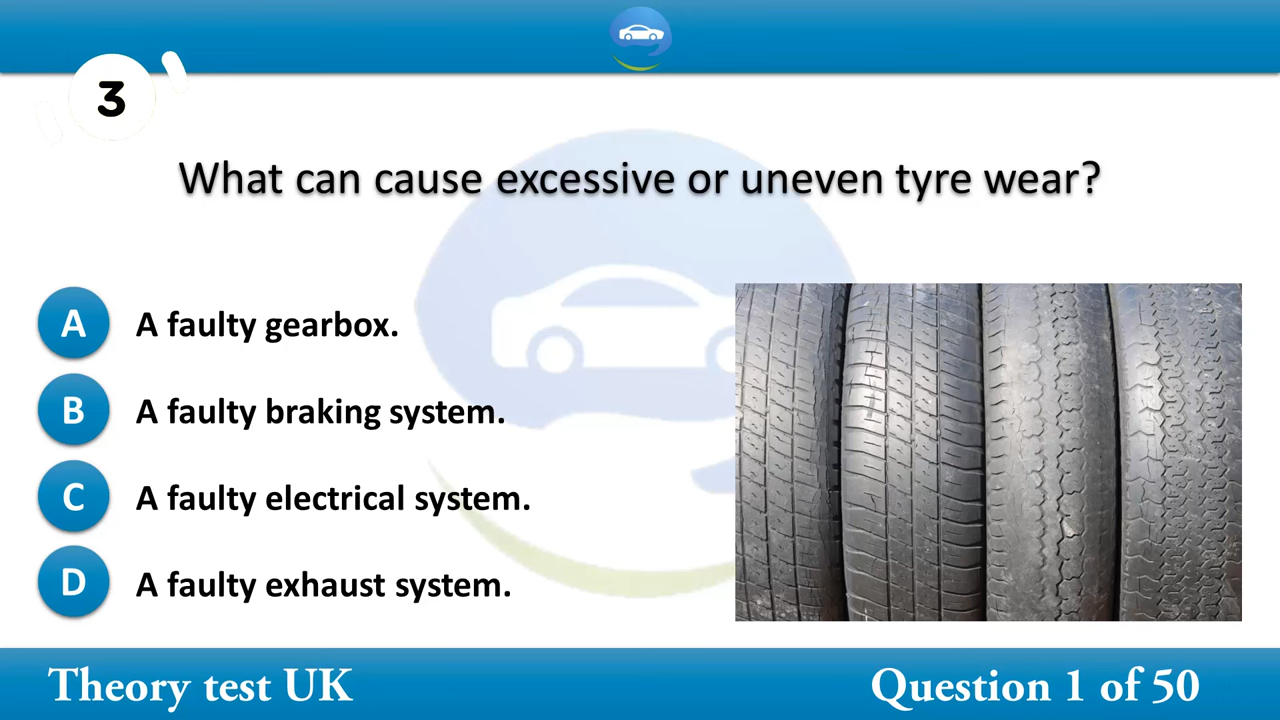 3
What can cause excessive or uneven tyre wear?
A A faulty gearbox.
B A faulty braking system.
C A faulty electrical system.
D A faulty exhaust system.
Theory test UK
Question 1 of 50